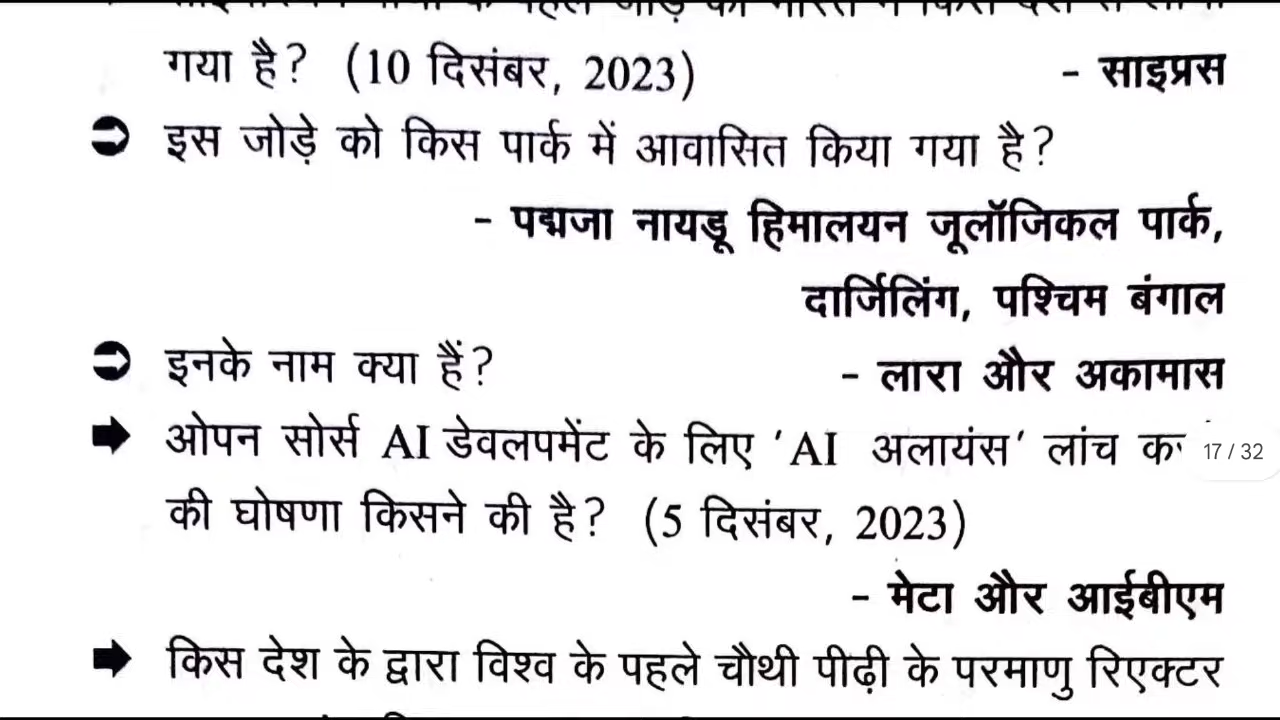 गया है? (10 दिसंबर, 2023) - साइप्रस
⮊ इस जोड़े को किस पार्क में आवासित किया गया है?
- पद्मजा नायडू हिमालयन जूलॉजिकल पार्क,
दार्जिलिंग, पश्चिम बंगाल
⮊ इनके नाम क्या हैं? - लारा और अकामास
➡ ओपन सोर्स AI डेवलपमेंट के लिए 'AI अलायंस' लांच
17 / 32
की घोषणा किसने की है? (5 दिसंबर, 2023)
- मेटा और आईबीएम
➡ किस देश के द्वारा विश्व के पहले चौथी पीढ़ी के परमाणु रिएक्टर